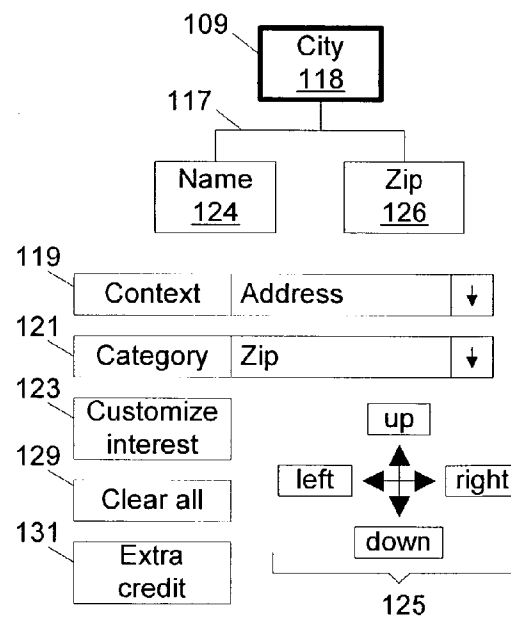 109
City
118
117
Name
124
Zip
126
119
Context Address
121
Category Zip
123
Customize
interest
up
129
left right
Clear all
131
down
Extra
credit
125